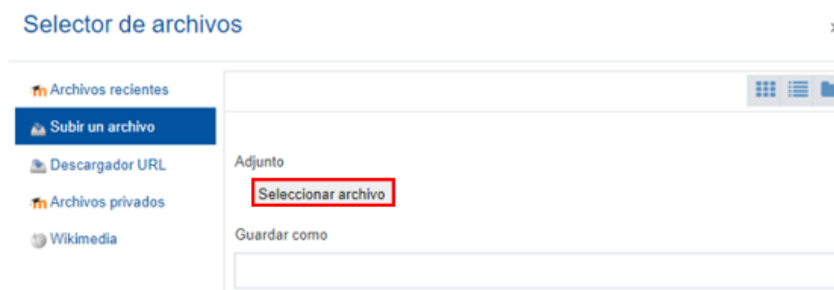 Selector de archivos
Archivos recientes
Subir un archivo
Descargador URL
Archivos privados
Wikimedia
Adjunto
Seleccionar archivo
Guardar como